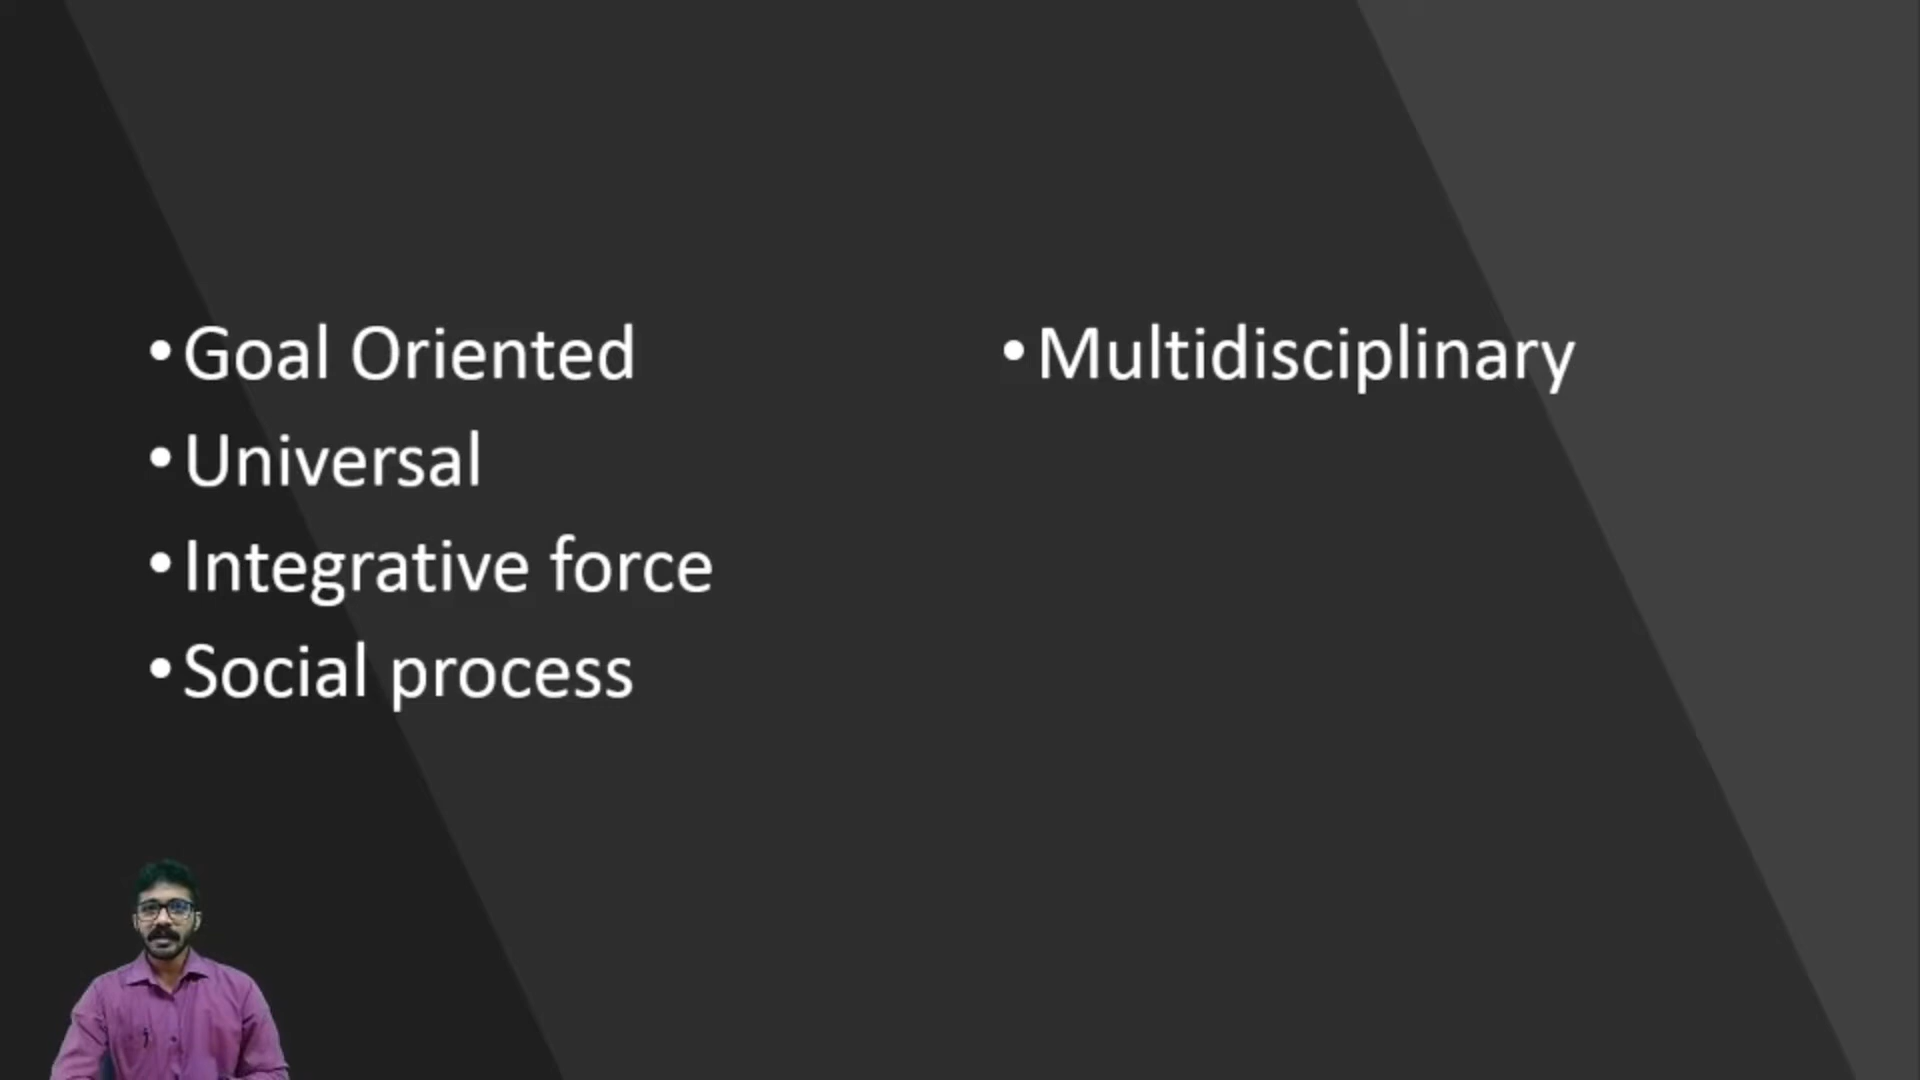 •Goal Oriented
•Universal
•Integrative force
•Social process
•Multidisciplinary